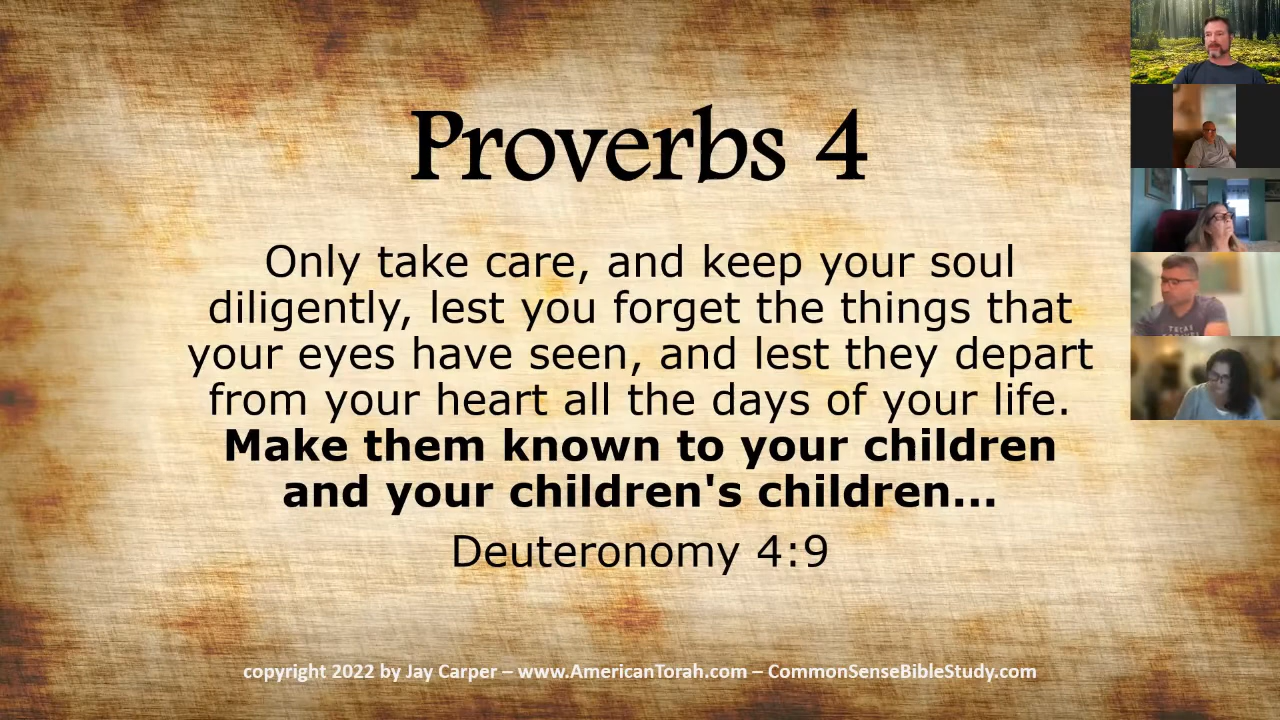 Proverbs 4
Only take care, and keep your soul
diligently, lest you forget the things that
your eyes have seen, and lest they depart
from your heart all the days of your life.
Make them known to your children
and your children's children...
Deuteronomy 4:9
copyright 2022 by Jay Carper – www.AmericanTorah.com – CommonSenseBibleStudy.com